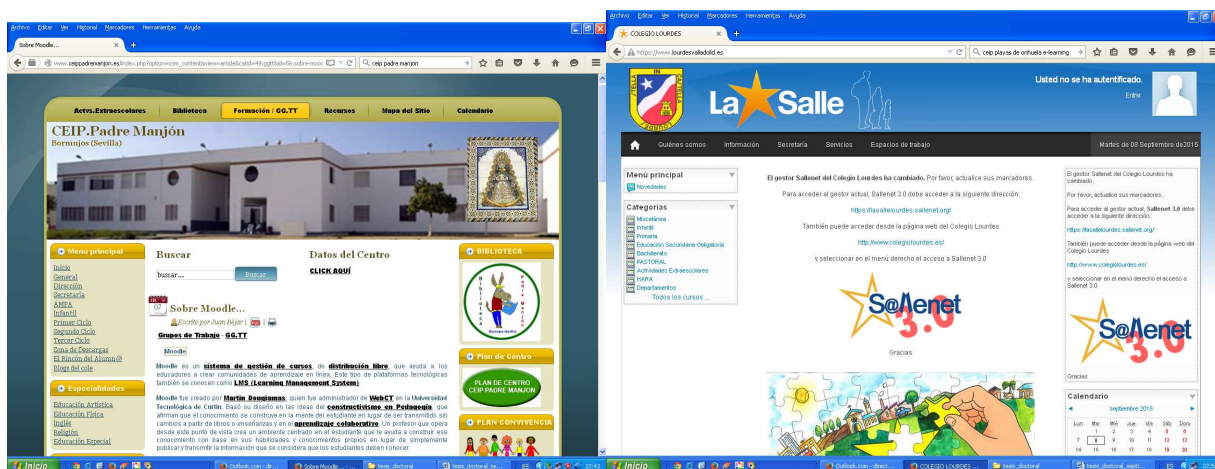 Archivo Editar Ver Historial Marcadores Herramientas Ayuda
Sobre Moodle...
www.ceippadremanjon.es/index.php?option=com_content&view=article&catid=49:ggtt&id=56:sobre-moor
ceip padre manjon
Actvs.Extraescolares Biblioteca Formación / GG.TT Recursos Mapa del Sitio Calendario
CEIP.Padre Manjón
Bormujos (Sevilla)
Menú principal
Inicio
General
Dirección
Secretaría
AMPA
Infantil
Primer Ciclo
Segundo Ciclo
Tercer Ciclo
Zona de Descargas
El Rincón del Alumn@
Blogs del cole
Especialidades
Educación Artística
Educación Física
Inglés
Religión
Educación Especial
Buscar
buscar... Buscar
Datos del Centro
CLICK AQUÍ
07
Sobre Moodle...
Escrito por Juan Béjar
Grupos de Trabajo - GG.TT
Moodle
Moodle es un sistema de gestión de cursos, de distribución libre, que ayuda a los
educadores a crear comunidades de aprendizaje en línea. Este tipo de plataformas tecnológicas
también se conocen como LMS (Learning Management System).
Moodle fue creado por Martin Dougiamas, quien fue administrador de WebCT en la Universidad
Tecnológica de Curtin. Basó su diseño en las ideas del constructivismo en Pedagogía, que
afirman que el conocimiento se construye en la mente del estudiante en lugar de ser transmitido sin
cambios a partir de libros o enseñanzas y en el aprendizaje colaborativo. Un profesor que opera
desde este punto de vista crea un ambiente centrado en el estudiante que le ayuda a construir ese
conocimiento con base en sus habilidades y conocimientos propios en lugar de simplemente
publicar y transmitir la información que se considera que los estudiantes deben conocer.
BIBLIOTECA
Bormujos (Sevilla)
Plan de Centro
PLAN DE CENTRO
CEIP PADRE MANJON
PLAN CONVIVENCIA
Inicio Outlook.com - dir... Sobre Moodle... - ... tesis_doctoral ES 22:43
Archivo Editar Ver Historial Marcadores Herramientas Ayuda
COLEGIO LOURDES
https://www.lourdesvalladolid.es
ceip playas de orihuela e-learning
La Salle
Usted no se ha autentificado.
Entrar
Quiénes somos Información Secretaría Servicios Espacios de trabajo
Martes de 08 Septiembre de2015
Menú principal
Novedades
Categorías
Miscelánea
Infantil
Primaria
Educación Secundaria Obligatoria
Bachillerato
PASTORAL
Actividades Extraescolares
HARA
Departamentos
Todos los cursos ...
El gestor Sallenet del Colegio Lourdes ha cambiado. Por favor, actualice sus marcadores.
Para acceder al gestor actual, Sallenet 3.0 debe acceder a la siguiente dirección:
https://lasallelourdes.sallenet.org/
También puede acceder desde la página web del Colegio Lourdes.
http://www.colegiolourdes.es/
y seleccionar en el menú derecho el acceso a Sallenet 3.0
S@llenet
3.0
Gracias
El gestor Sallenet del Colegio Lourdes ha
cambiado.
Por favor, actualice sus marcadores.
Para acceder al gestor actual, Sallenet 3.0 debe
acceder a la siguiente dirección:
https://lasallelourdes.sallenet.org/
También puede acceder desde la página web del
Colegio Lourdes
http://www.colegiolourdes.es/
y seleccionar en el menú derecho el acceso a
Sallenet 3.0
S@llenet
3.0
Gracias
Calendario
septiembre 2015
Lun Mar Mié Jue Vie Sáb Dom
1 2 3 4 5 6
7 8 9 10 11 12 13
14 15 16 17 18 19 20
Inicio Outlook.com - direct... COLEGIO LOURDES ... tesis_doctoral ES